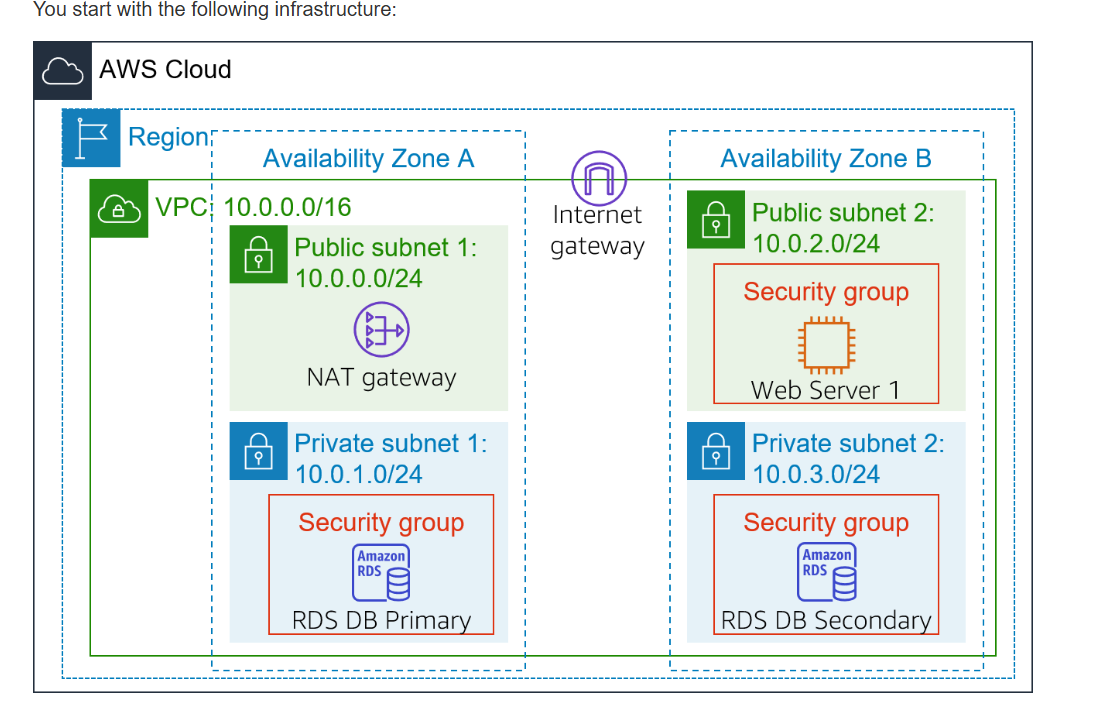 You start with the following infrastructure:
AWS Cloud
Region
Availability Zone A
Availability Zone B
VPC: 10.0.0.0/16
Internet
gateway
Public subnet 1:
10.0.0.0/24
NAT gateway
Public subnet 2:
10.0.2.0/24
Security group
Web Server 1
Private subnet 1:
10.0.1.0/24
Security group
Amazon
RDS
RDS DB Primary
Private subnet 2:
10.0.3.0/24
Security group
Amazon
RDS
RDS DB Secondary